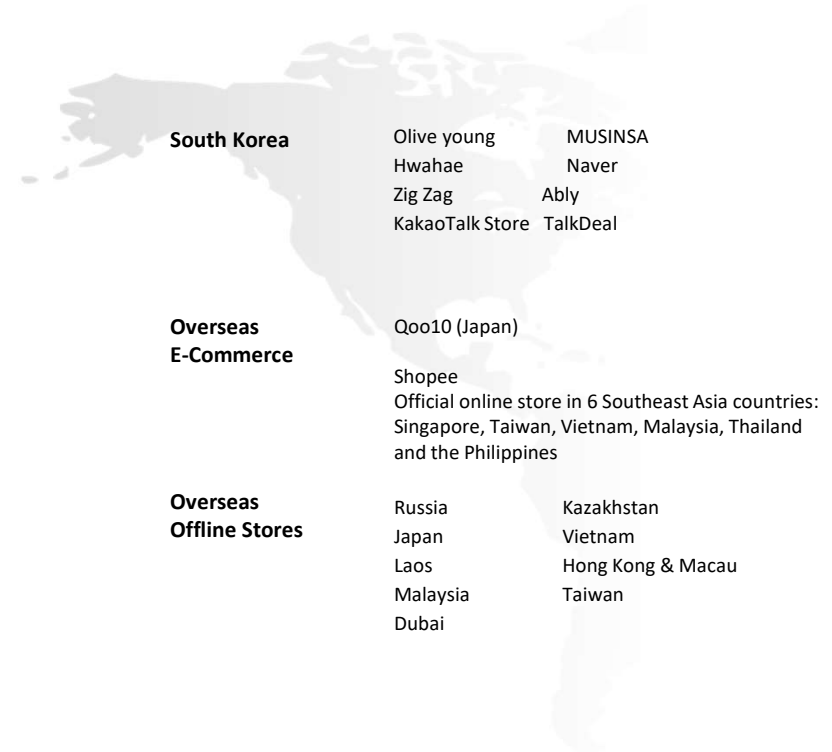 South Korea
Olive young MUSINSA
Hwahae Naver
Zig Zag Ably
KakaoTalk Store TalkDeal
Overseas
E-Commerce
Qoo10 (Japan)
Shopee
Official online store in 6 Southeast Asia countries:
Singapore, Taiwan, Vietnam, Malaysia, Thailand
and the Philippines
Overseas
Offline Stores
Russia Kazakhstan
Japan Vietnam
Laos Hong Kong & Macau
Malaysia Taiwan
Dubai